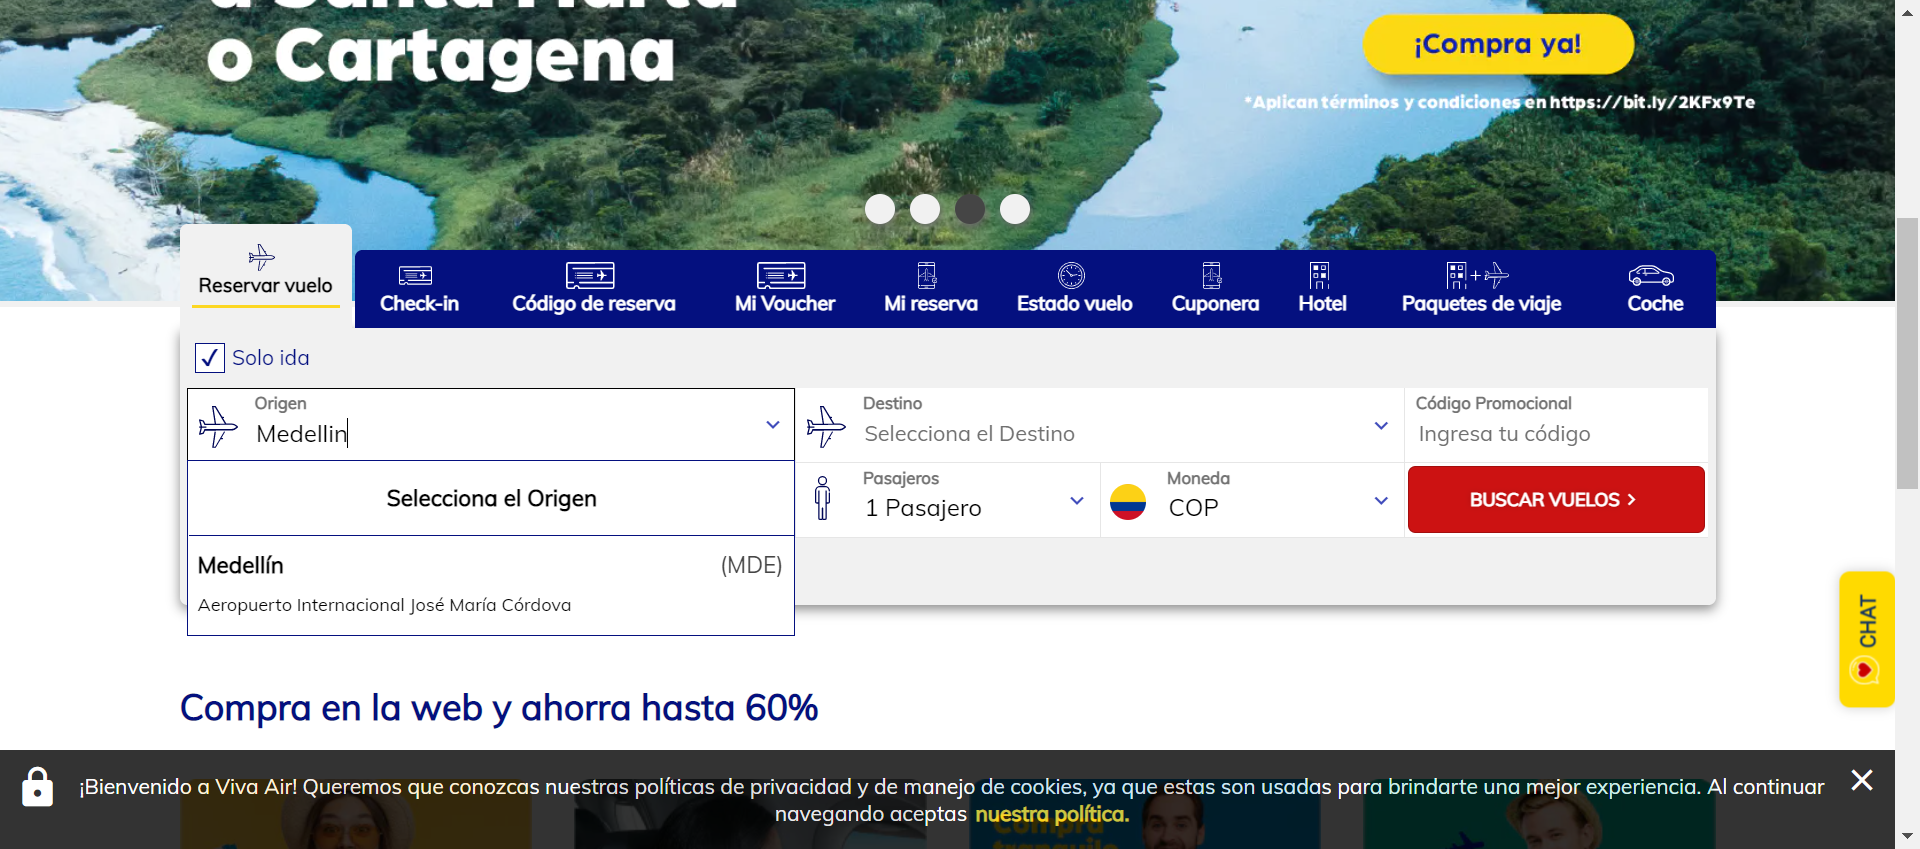 a Santa Marta
o Cartagena
¡Compra ya!
*Aplican términos y condiciones en https://bit.ly/2KFx9Te
Reservar vuelo
Check-in
Código de reserva
Mi Voucher
Mi reserva
Estado vuelo
Cuponera
Hotel
Paquetes de viaje
Coche
Solo ida
Origen
Medellin
Destino
Selecciona el Destino
Código Promocional
Ingresa tu código
Selecciona el Origen
Pasajeros
1 Pasajero
Moneda
COP
BUSCAR VUELOS
Medellín (MDE)
Aeropuerto Internacional José María Córdova
CHAT
Compra en la web y ahorra hasta 60%
¡Bienvenido a Viva Air! Queremos que conozcas nuestras políticas de privacidad y de manejo de cookies, ya que estas son usadas para brindarte una mejor experiencia. Al continuar
navegando aceptas nuestra política.
Compra
tranquilo